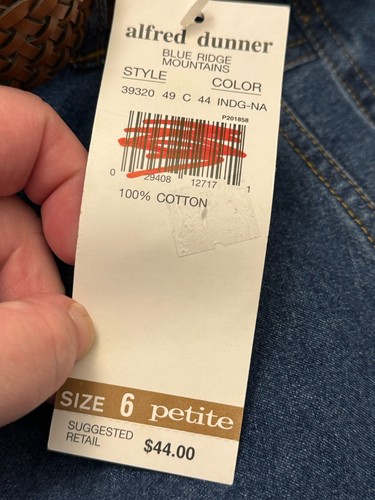 alfred dunner
BLUE RIDGE
MOUNTAINS
STYLE COLOR
39320 49 C 44 INDG-NA
P201858
0 29408 12717 1
100% COTTON
SIZE 6 petite
SUGGESTED
RETAIL $44.00